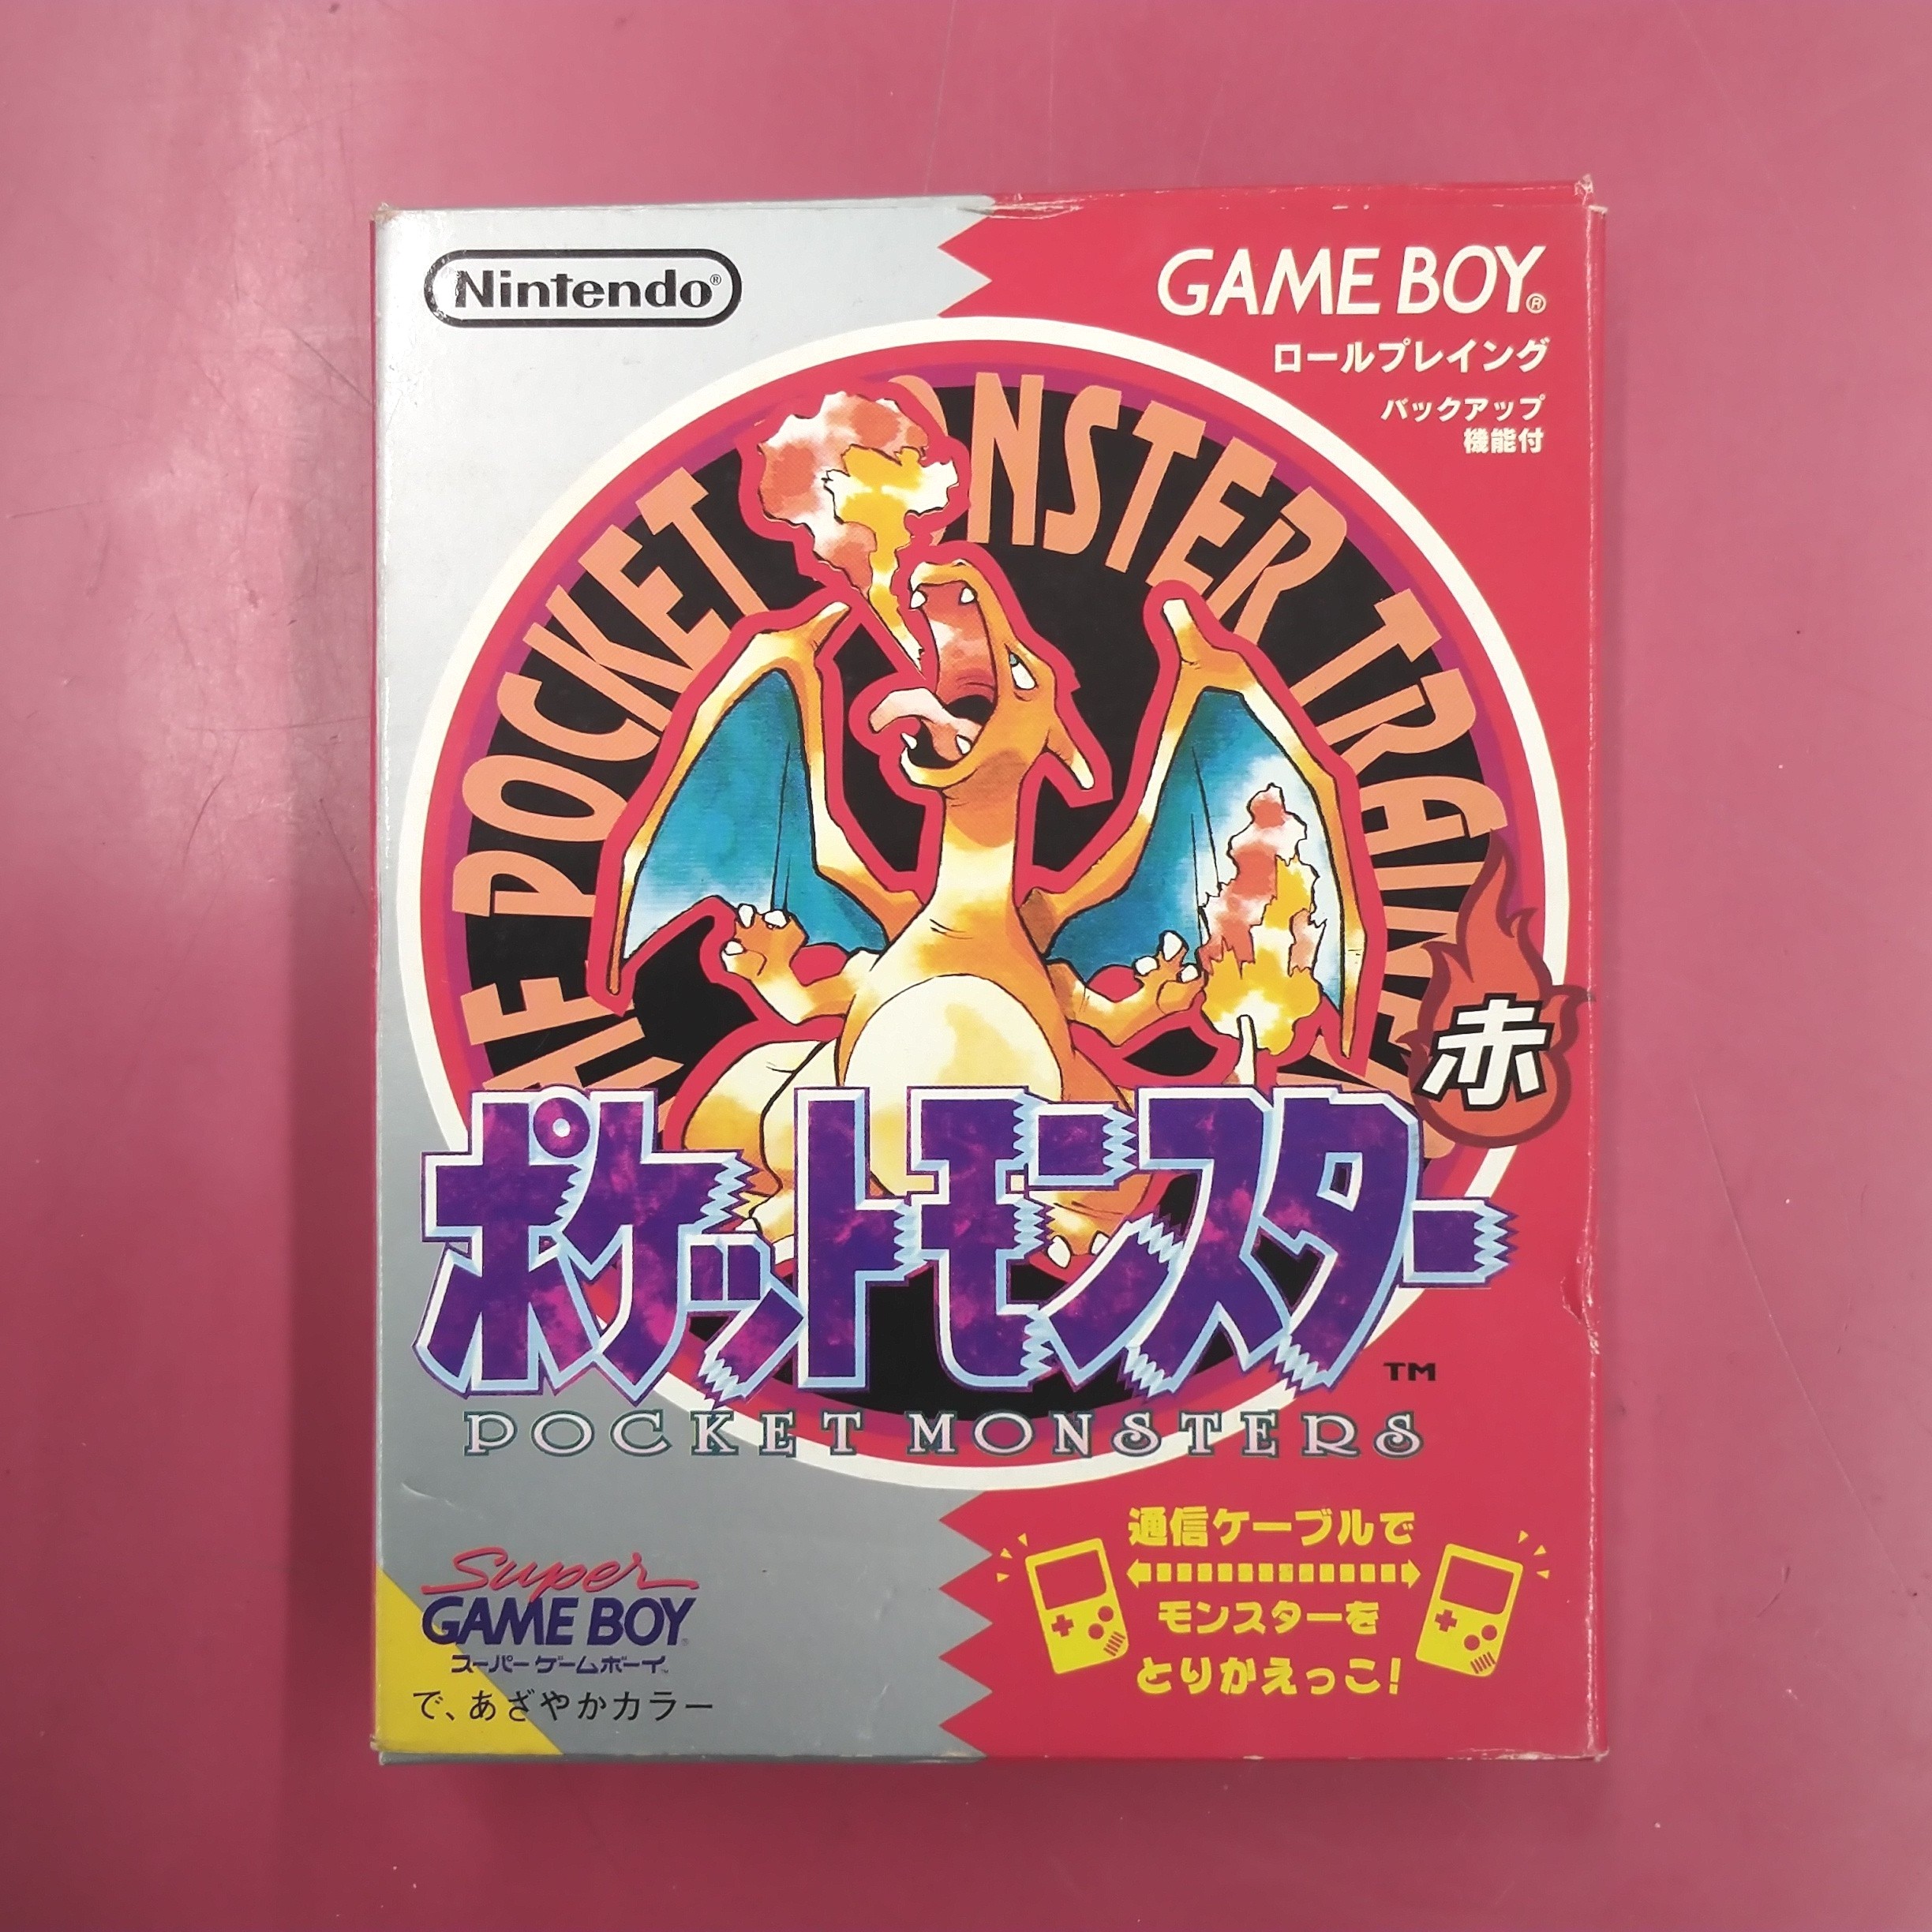 Nintendo®
GAME BOY®
ロールプレイング
バックアップ
機能付
POCKET MONSTER
赤
ポケットモンスター
TM
POCKET MONSTERS
通信ケーブルで
モンスターを
とりかえっこ!
Super
GAME BOY
スーパーゲームボーイ
で、あざやかカラー